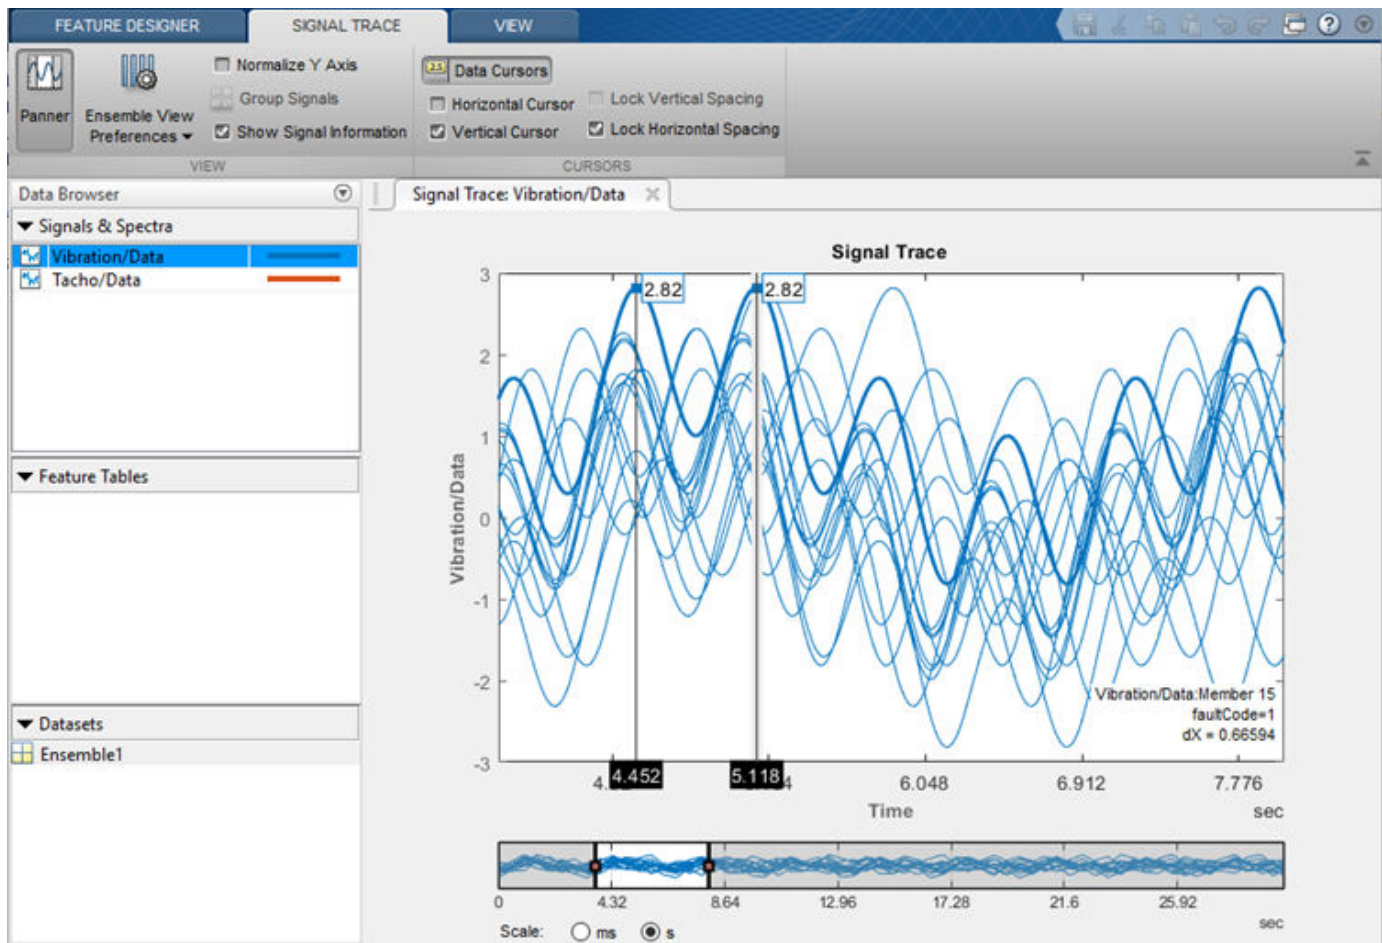 FEATURE DESIGNER SIGNAL TRACE VIEW
Panner
Ensemble View
Preferences
Normalize Y Axis
Group Signals
Show Signal Information
VIEW
2.5 Data Cursors
Horizontal Cursor Lock Vertical Spacing
Vertical Cursor Lock Horizontal Spacing
CURSORS
Data Browser
Signals & Spectra
Vibration/Data
Tacho/Data
Feature Tables
Datasets
Ensemble1
Signal Trace: Vibration/Data
Signal Trace
Vibration/Data
3
2
1
0
-1
-2
-3
2.82 2.82
Vibration/Data:Member 15
faultCode=1
dX = 0.66594
4.452 5.118 6.048 6.912 7.776
Time sec
0 4.32 8.64 12.96 17.28 21.6 25.92
sec
Scale: ms s